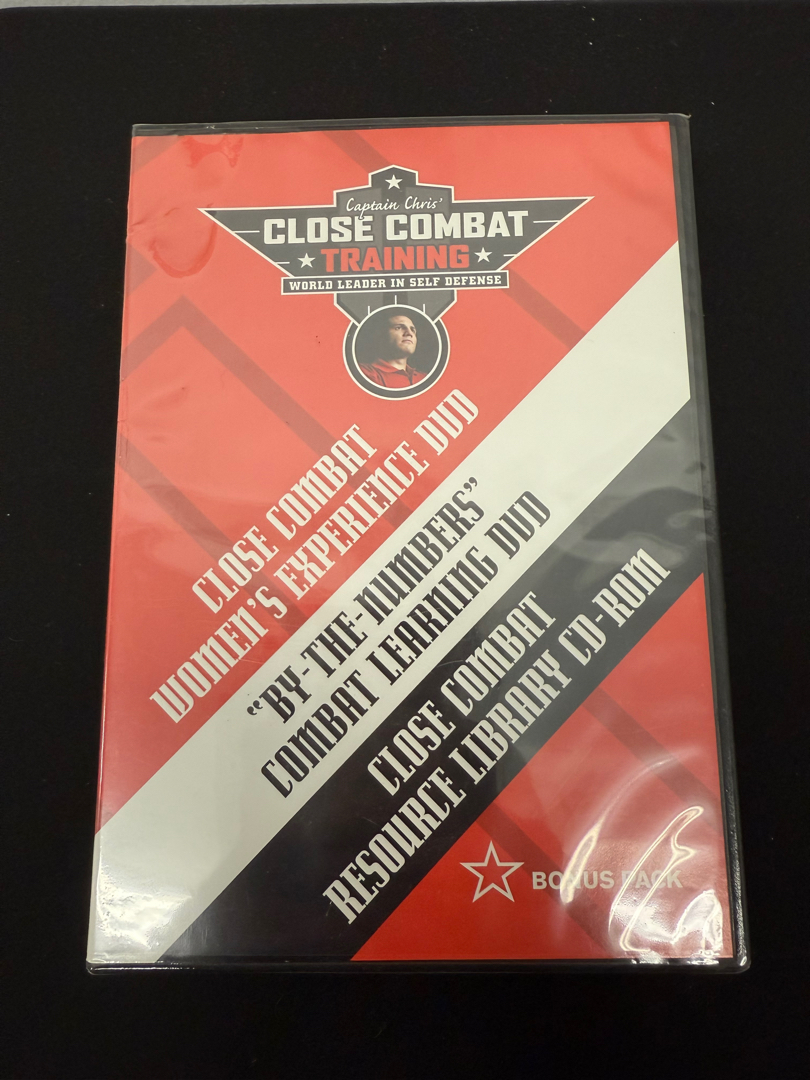 Captain Chris'
CLOSE COMBAT
TRAINING
WORLD LEADER IN SELF DEFENSE
CLOSE COMBAT
WOMEN'S EXPERIENCE DVD
"BY-THE-NUMBERS"
COMBAT LEARNING DVD
CLOSE COMBAT
RESOURCE LIBRARY CD-ROM
BONUS PACK